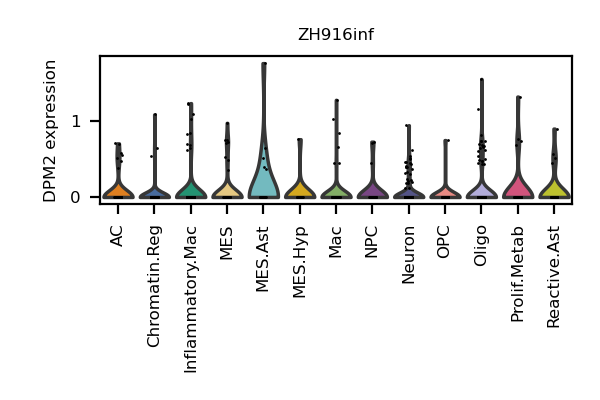 ZH916inf
DPM2 expression
1
0
AC
Chromatin.Reg
Inflammatory.Mac
MES
MES.Ast
MES.Hyp
Mac
NPC
Neuron
OPC
Oligo
Prolif.Metab
Reactive.Ast